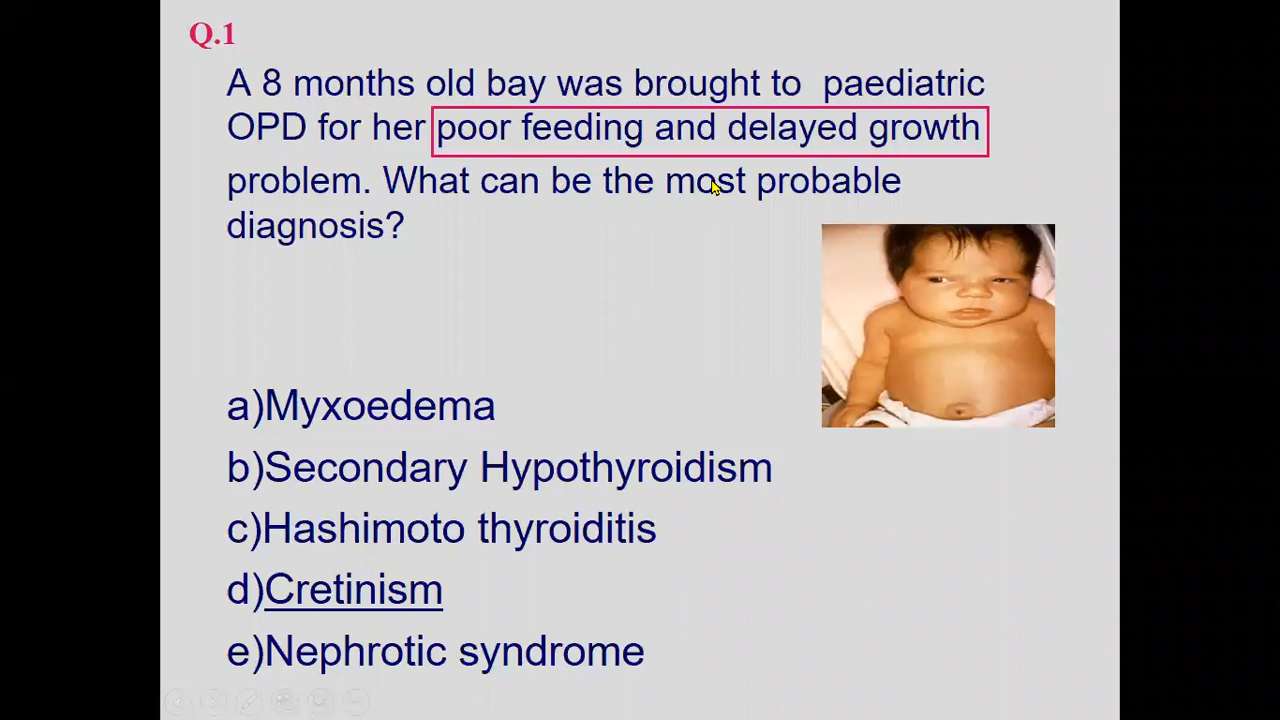 Q.1
A 8 months old bay was brought to paediatric
OPD for her poor feeding and delayed growth
problem. What can be the most probable
diagnosis?
a)Myxoedema
b)Secondary Hypothyroidism
c)Hashimoto thyroiditis
d)Cretinism
e)Nephrotic syndrome